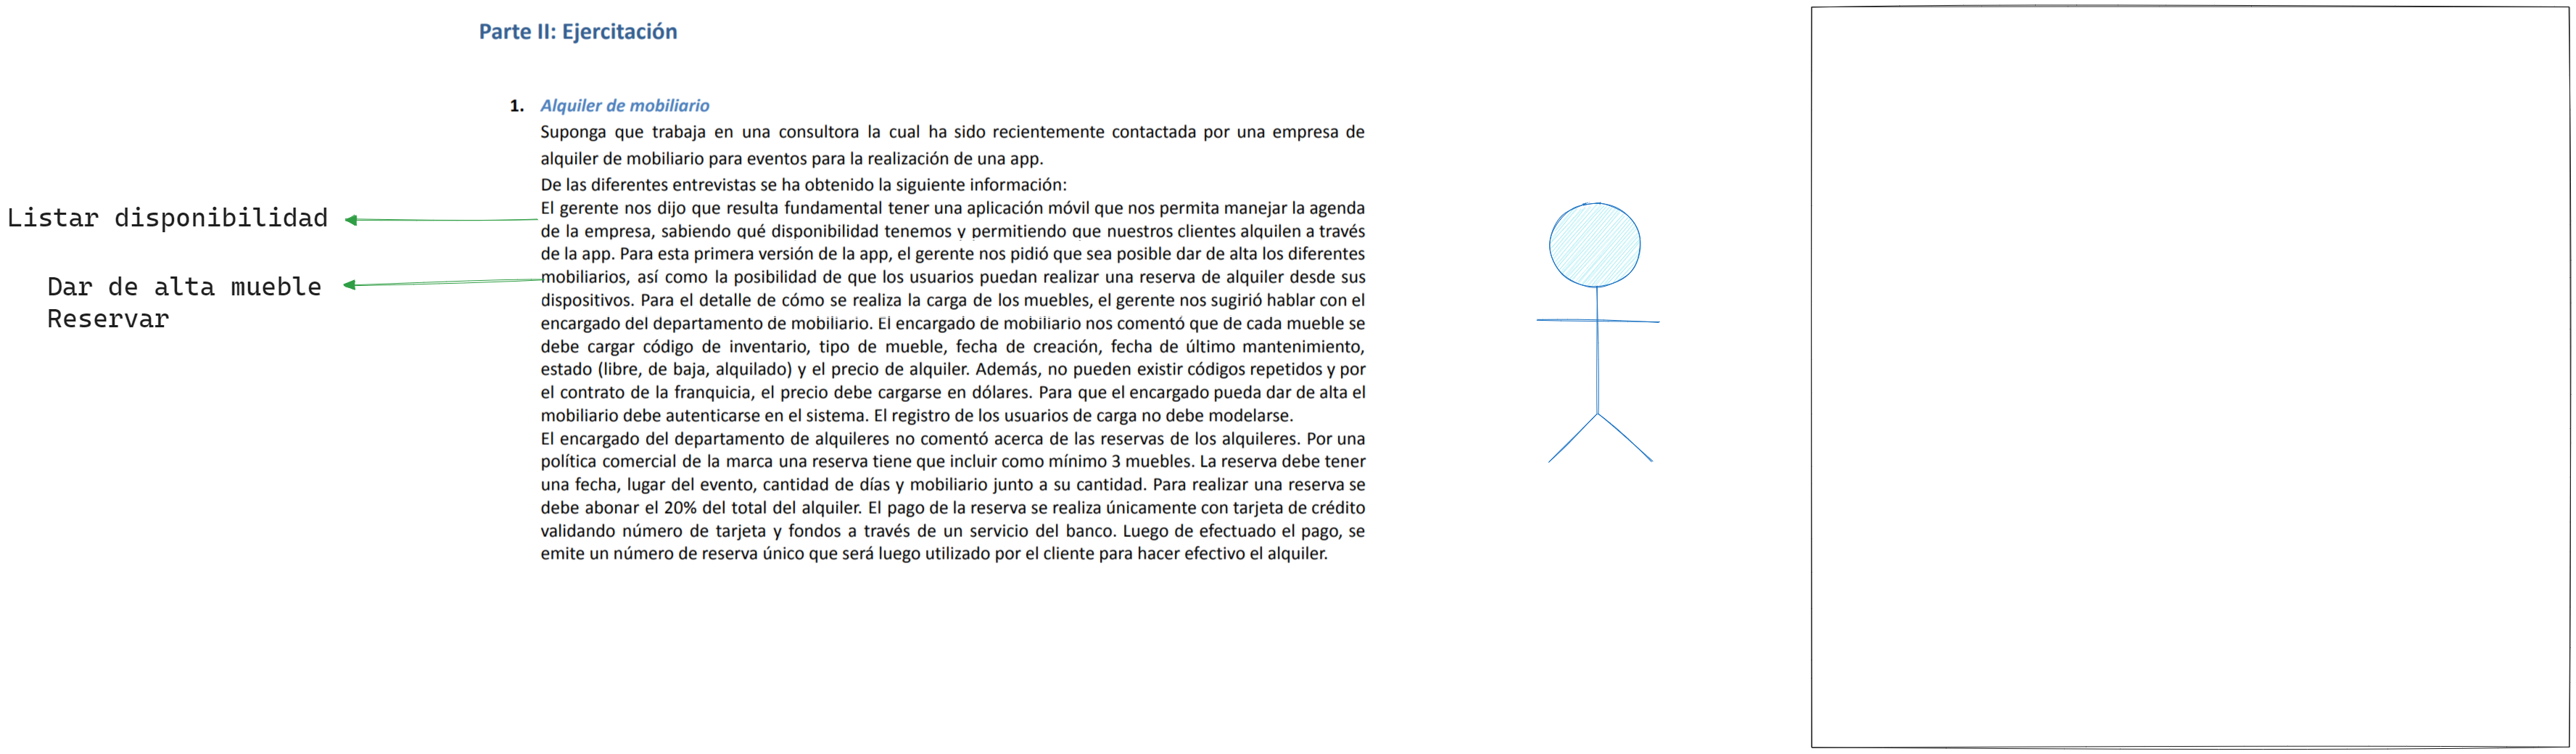 Parte II: Ejercitación
1. Alquiler de mobiliario
Suponga que trabaja en una consultora la cual ha sido recientemente contactada por una empresa de
alquiler de mobiliario para eventos para la realización de una app.
De las diferentes entrevistas se ha obtenido la siguiente información:
El gerente nos dijo que resulta fundamental tener una aplicación móvil que nos permita manejar la agenda
de la empresa, sabiendo qué disponibilidad tenemos y permitiendo que nuestros clientes alquilen a través
de la app. Para esta primera versión de la app, el gerente nos pidió que sea posible dar de alta los diferentes
mobiliarios, así como la posibilidad de que los usuarios puedan realizar una reserva de alquiler desde sus
dispositivos. Para el detalle de cómo se realiza la carga de los muebles, el gerente nos sugirió hablar con el
encargado del departamento de mobiliario. El encargado de mobiliario nos comentó que de cada mueble se
debe cargar código de inventario, tipo de mueble, fecha de creación, fecha de último mantenimiento,
estado (libre, de baja, alquilado) y el precio de alquiler. Además, no pueden existir códigos repetidos y por
el contrato de la franquicia, el precio debe cargarse en dólares. Para que el encargado pueda dar de alta el
mobiliario debe autenticarse en el sistema. El registro de los usuarios de carga no debe modelarse.
El encargado del departamento de alquileres no comentó acerca de las reservas de los alquileres. Por una
política comercial de la marca una reserva tiene que incluir como mínimo 3 muebles. La reserva debe tener
una fecha, lugar del evento, cantidad de días y mobiliario junto a su cantidad. Para realizar una reserva se
debe abonar el 20% del total del alquiler. El pago de la reserva se realiza únicamente con tarjeta de crédito
validando número de tarjeta y fondos a través de un servicio del banco. Luego de efectuado el pago, se
emite un número de reserva único que será luego utilizado por el cliente para hacer efectivo el alquiler.
Listar disponibilidad
Dar de alta mueble
Reservar